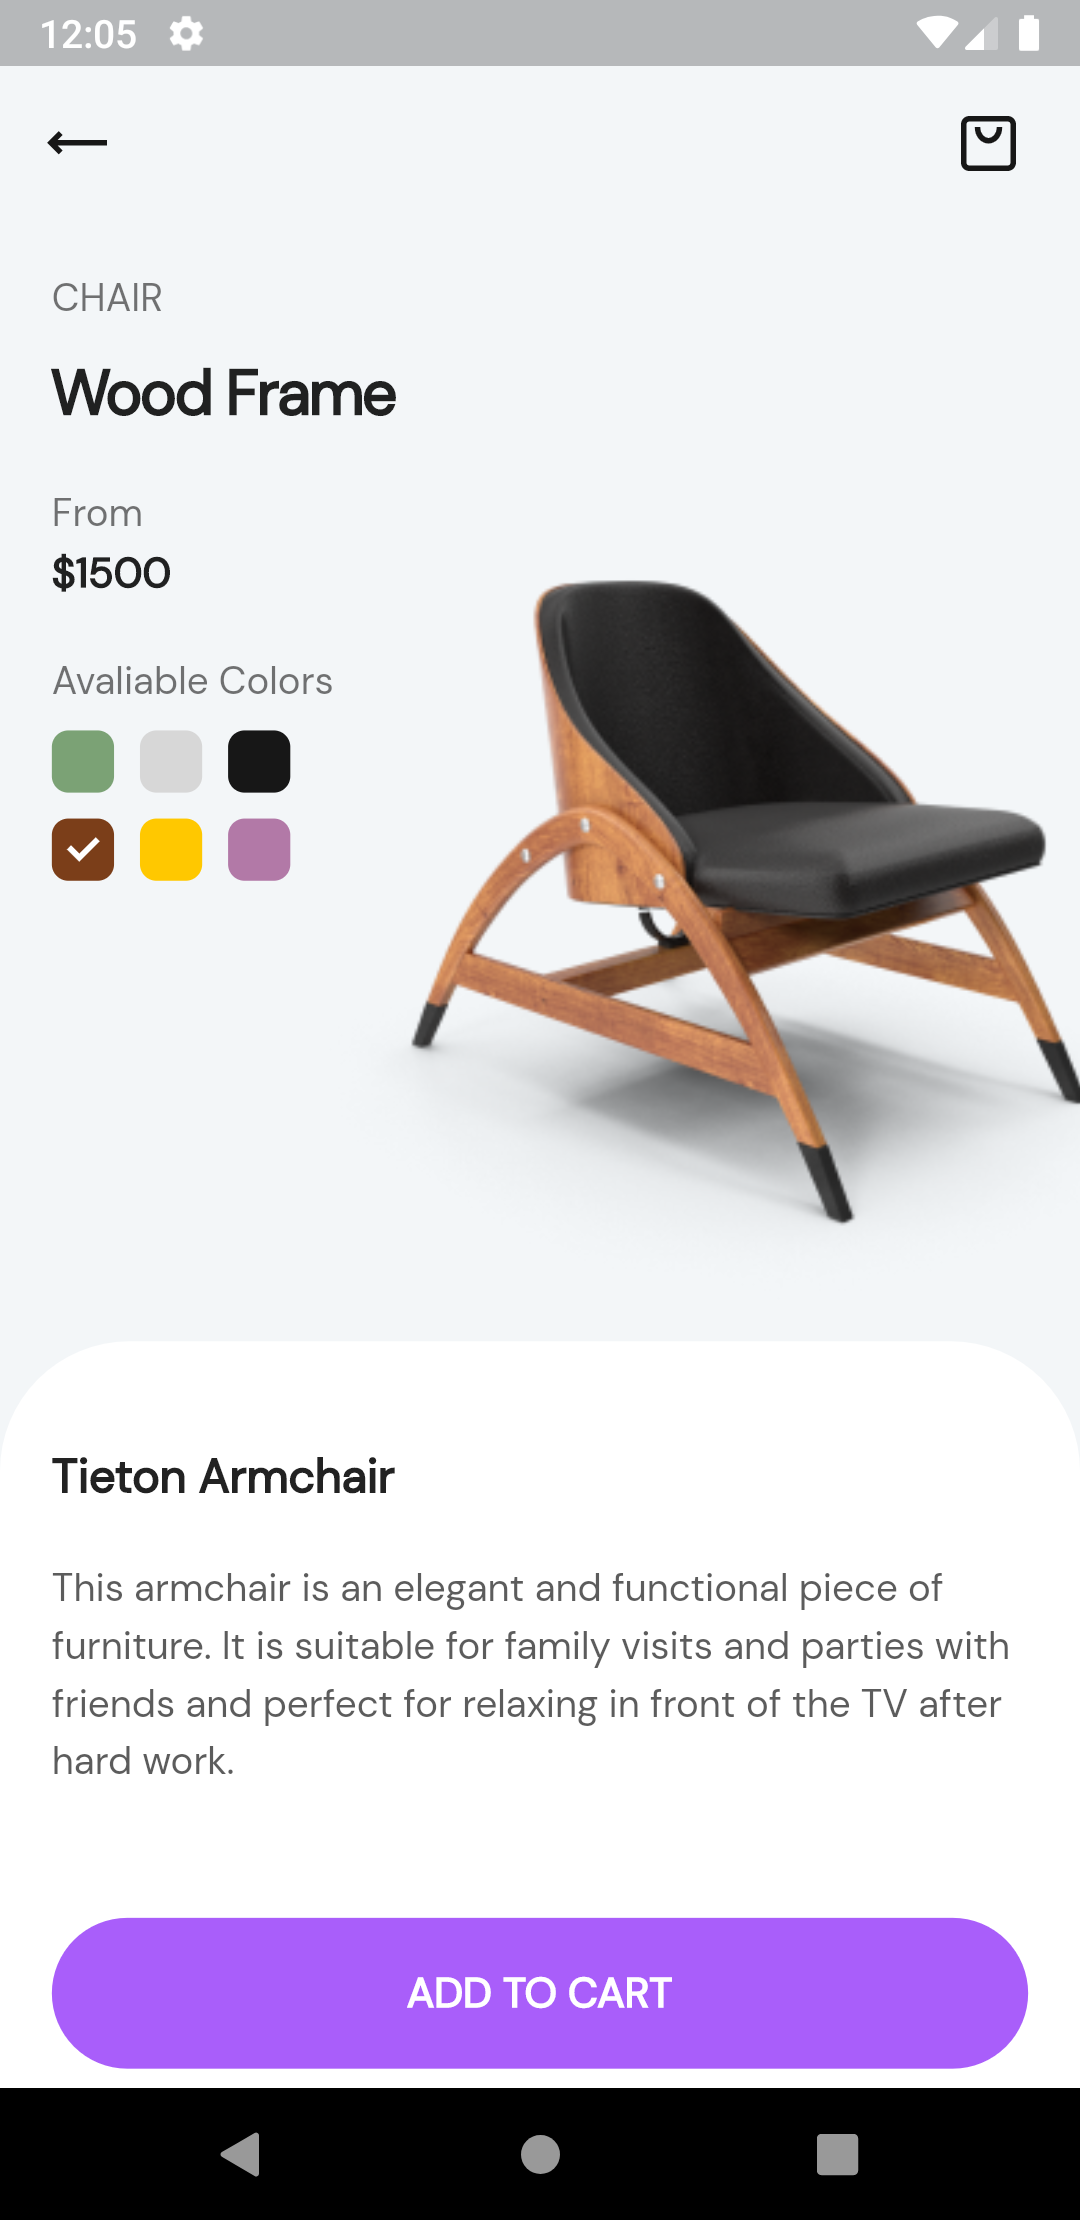 12:05
CHAIR
Wood Frame
From
$1500
Avaliable Colors
Tieton Armchair
This armchair is an elegant and functional piece of
furniture. It is suitable for family visits and parties with
friends and perfect for relaxing in front of the TV after
hard work.
ADD TO CART